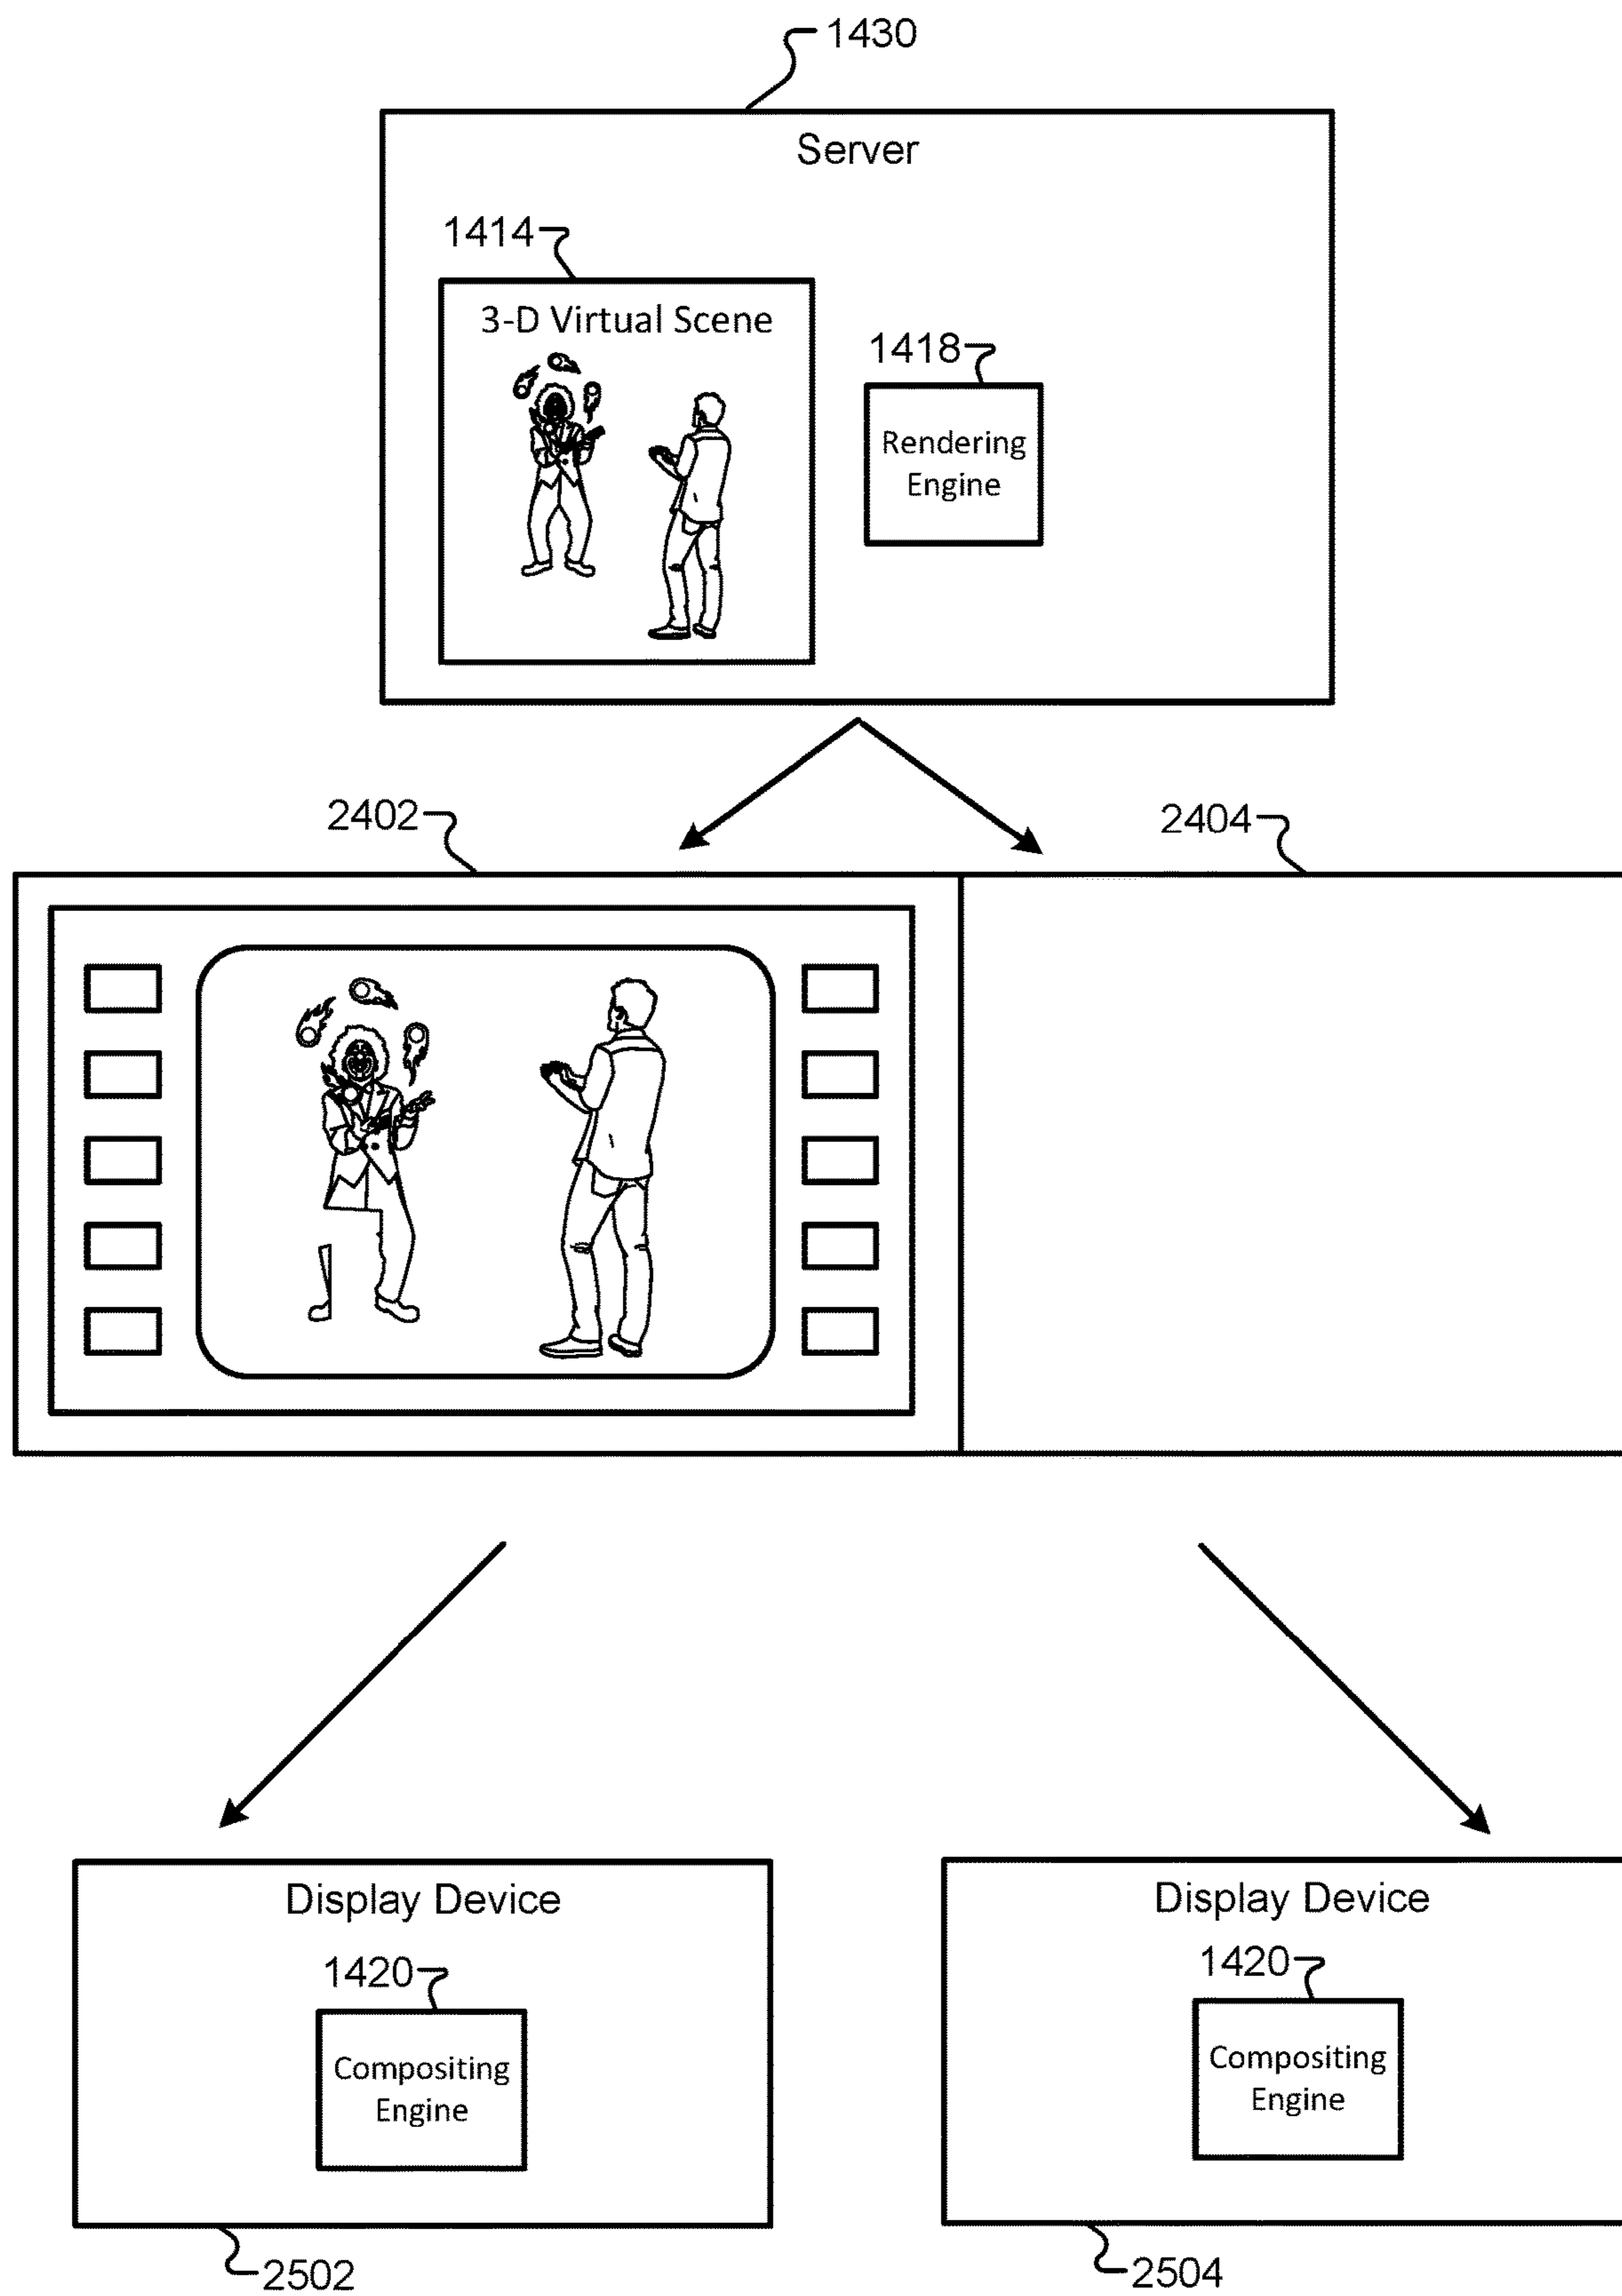 1430
Server
1414
3-D Virtual Scene
1418
Rendering
Engine
2402
2404
Display Device
1420
Compositing
Engine
2502
Display Device
1420
Compositing
Engine
2504